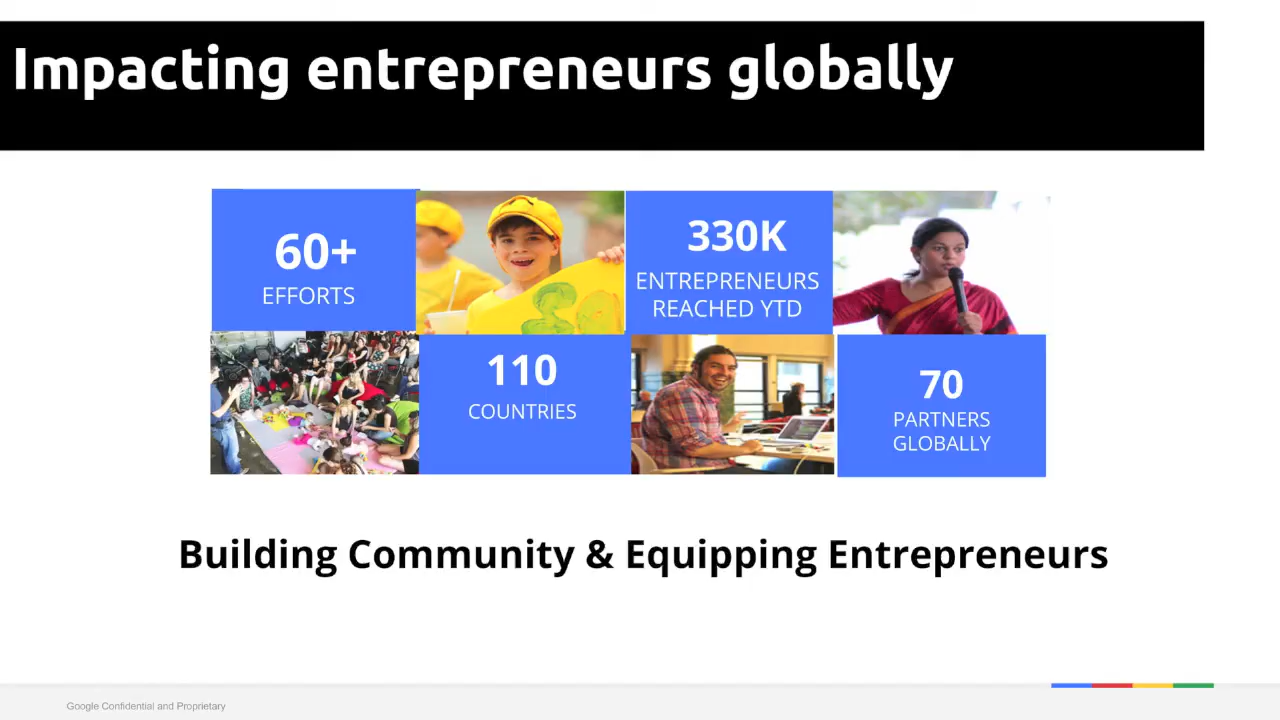 Impacting entrepreneurs globally
60+
EFFORTS
330K
ENTREPRENEURS
REACHED YTD
110
COUNTRIES
70
PARTNERS
GLOBALLY
Building Community & Equipping Entrepreneurs
Google Confidential and Proprietary